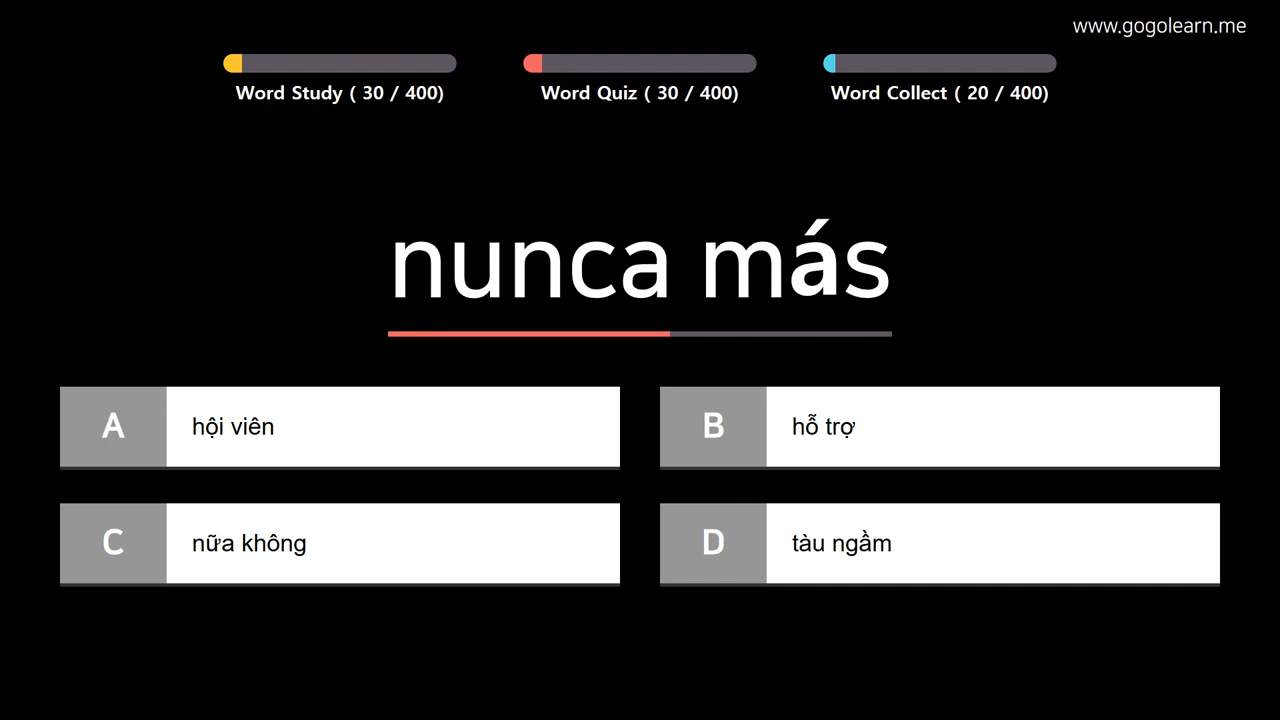 www.gogolearn.me
Word Study ( 30 / 400)
Word Quiz ( 30 / 400)
Word Collect ( 20 / 400)
nunca más
A hội viên
B hỗ trợ
C nữa không
D tàu ngầm